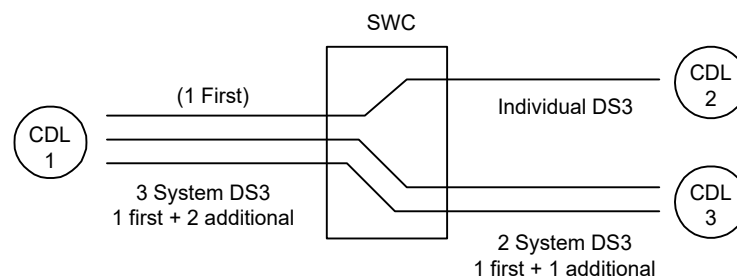 SWC
(1 First)
CDL
1
3 System DS3
1 first + 2 additional
Individual DS3
CDL
2
CDL
3
2 System DS3
1 first + 1 additional